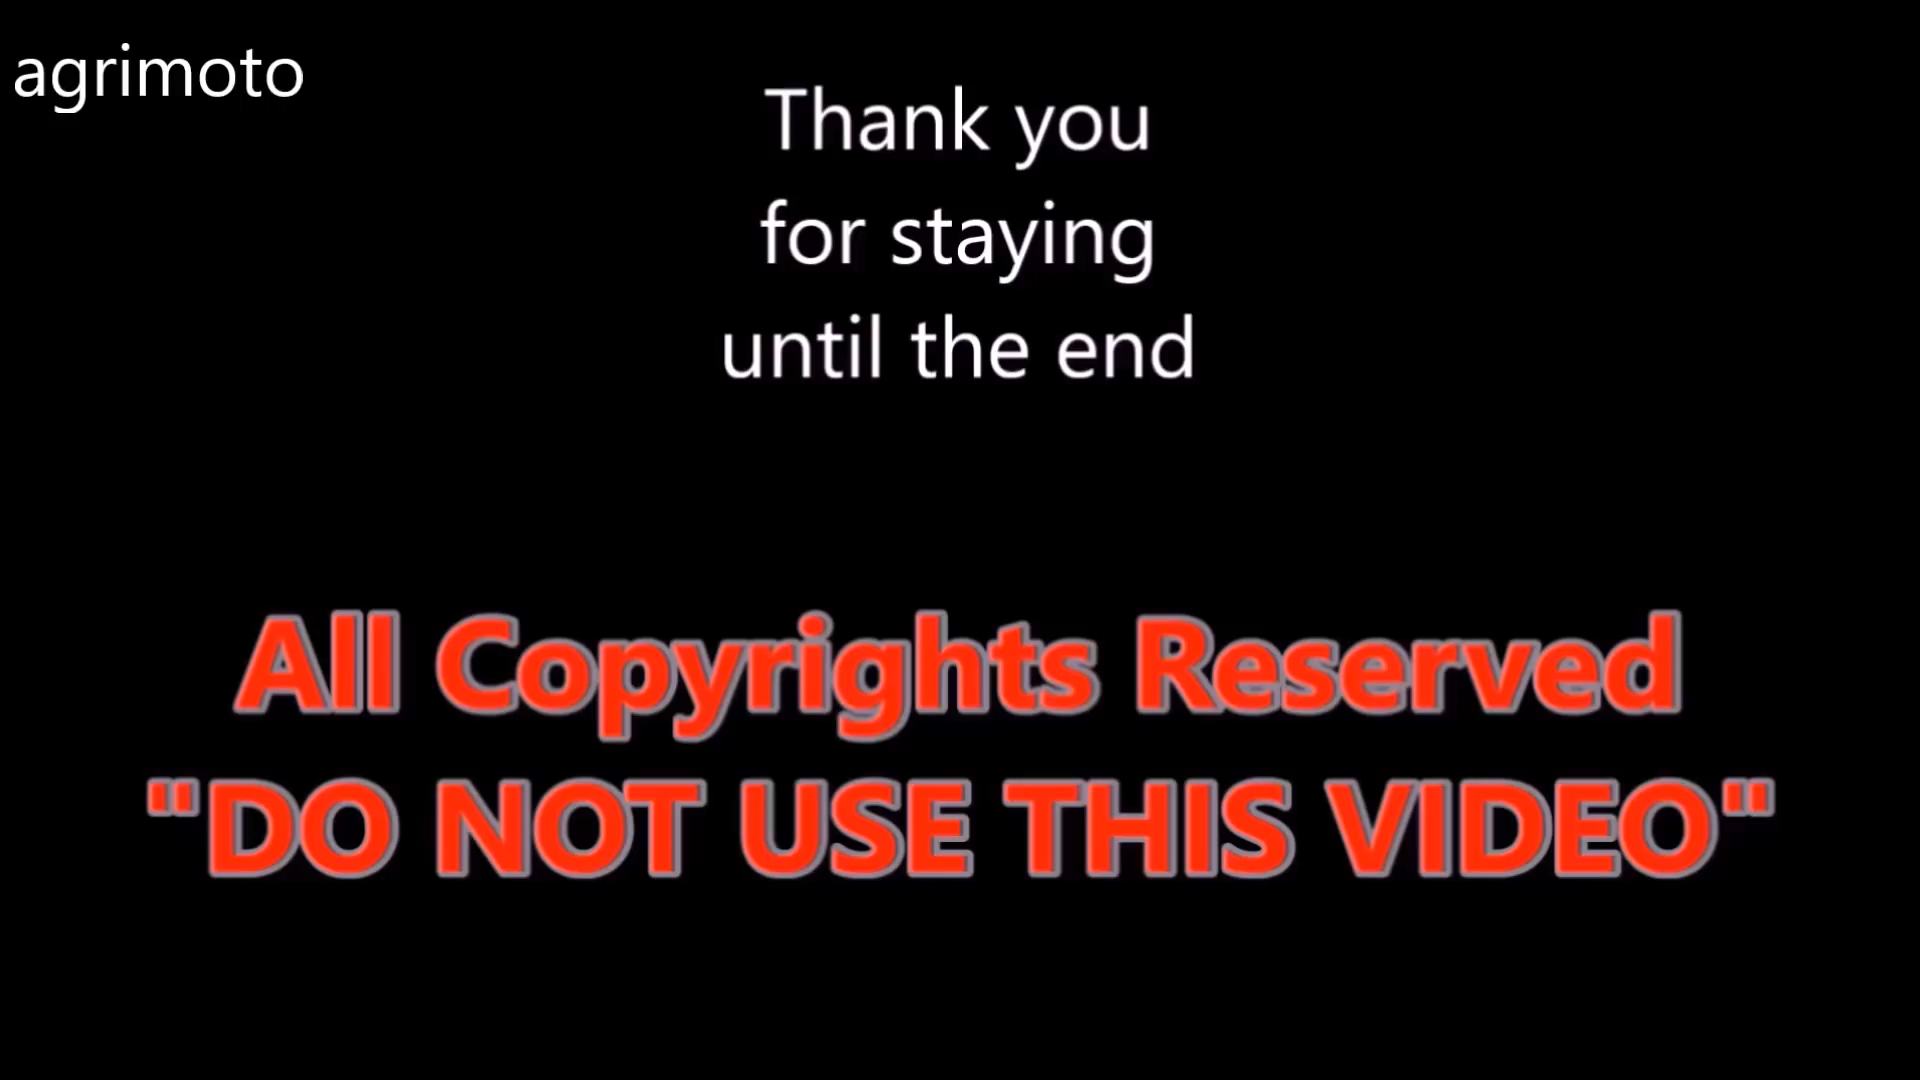 agrimoto
Thank you
for staying
until the end
All Copyrights Reserved
"DO NOT USE THIS VIDEO"